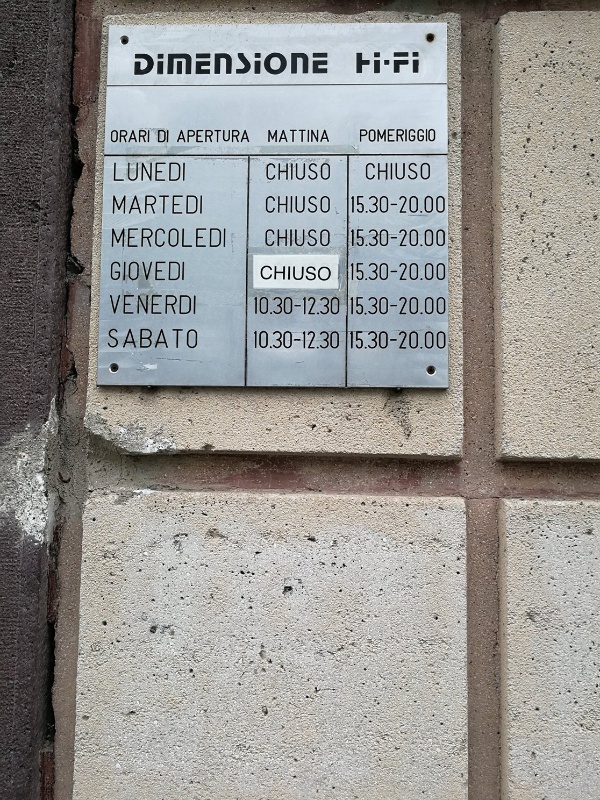 DIMENSIONE HI-FI
ORARI DI APERTURA MATTINA POMERIGGIO
LUNEDI CHIUSO CHIUSO
MARTEDI CHIUSO 15.30-20.00
MERCOLEDI CHIUSO 15.30-20.00
GIOVEDI CHIUSO 15.30-20.00
VENERDI 10.30-12.30 15.30-20.00
SABATO 10.30-12.30 15.30-20.00